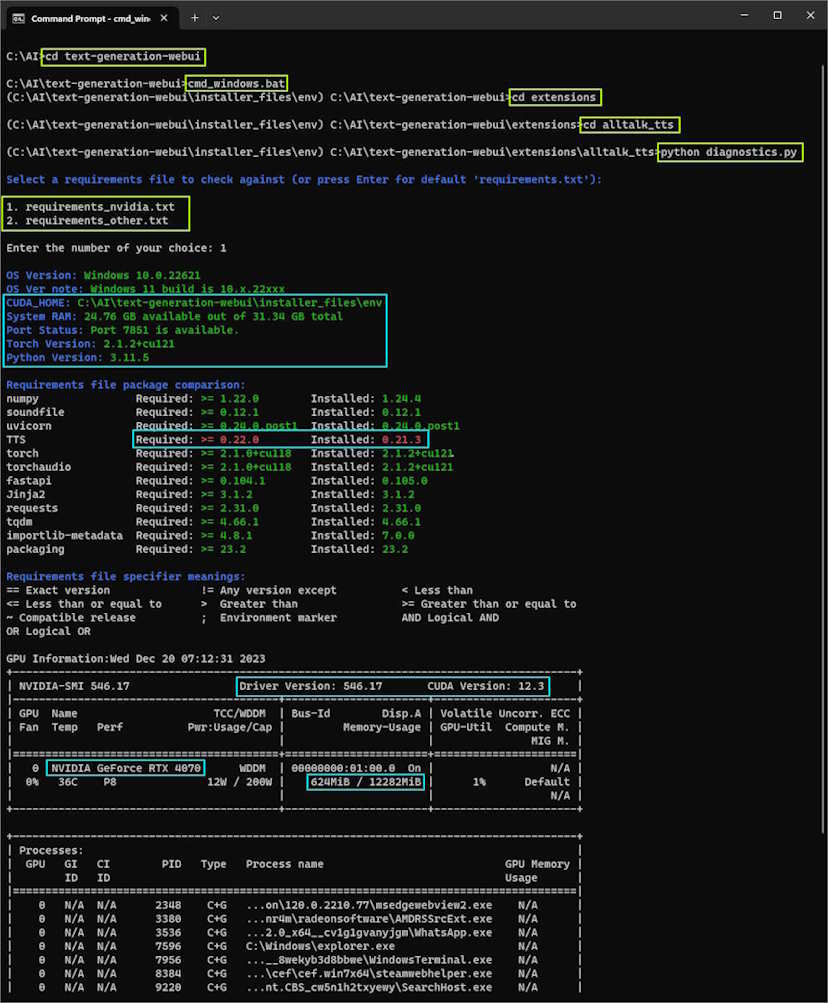 Command Prompt - cmd_win
C:\AI>cd text-generation-webui
C:\AI\text-generation-webui>cmd_windows.bat
(C:\AI\text-generation-webui\installer_files\env) C:\AI\text-generation-webui>cd extensions
(C:\AI\text-generation-webui\installer_files\env) C:\AI\text-generation-webui\extensions>cd alltalk_tts
(C:\AI\text-generation-webui\installer_files\env) C:\AI\text-generation-webui\extensions\alltalk_tts>python diagnostics.py
Select a requirements file to check against (or press Enter for default 'requirements.txt'):
1. requirements_nvidia.txt
2. requirements_other.txt
Enter the number of your choice: 1
OS Version: Windows 10.0.22621
OS Ver note: Windows 11 build is 10.x.22xxx
CUDA_HOME: C:\AI\text-generation-webui\installer_files\env
System RAM: 24.76 GB available out of 31.34 GB total
Port Status: Port 7851 is available.
Torch Version: 2.1.2+cu121
Python Version: 3.11.5
Requirements file package comparison:
numpy Required: >= 1.22.0 Installed: 1.24.4
soundfile Required: >= 0.12.1 Installed: 0.12.1
uvicorn Required: >= 0.24.0.post1 Installed: 0.24.0.post1
TTS Required: >= 0.22.0 Installed: 0.21.3
torch Required: >= 2.1.0+cu118 Installed: 2.1.2+cu121
torchaudio Required: >= 2.1.0+cu118 Installed: 2.1.2+cu121
fastapi Required: >= 0.104.1 Installed: 0.105.0
Jinja2 Required: >= 3.1.2 Installed: 3.1.2
requests Required: >= 2.31.0 Installed: 2.31.0
tqdm Required: >= 4.66.1 Installed: 4.66.1
importlib-metadata Required: >= 4.8.1 Installed: 7.0.0
packaging Required: >= 23.2 Installed: 23.2
Requirements file specifier meanings:
== Exact version != Any version except < Less than
<= Less than or equal to > Greater than >= Greater than or equal to
~ Compatible release ; Environment marker AND Logical AND
OR Logical OR
GPU Information:Wed Dec 20 07:12:31 2023
NVIDIA-SMI 546.17 Driver Version: 546.17 CUDA Version: 12.3
GPU Name TCC/WDDM | Bus-Id Disp.A | Volatile Uncorr. ECC
Fan Temp Perf Pwr:Usage/Cap | Memory-Usage | GPU-Util Compute M.
MIG M.
0 NVIDIA GeForce RTX 4070 WDDM | 00000000:01:00.0 On | N/A
0% 36C P8 12W / 200W | 624MiB / 12282MiB | 1% Default
N/A
Processes:
GPU GI CI PID Type Process name GPU Memory
ID ID Usage
0 N/A N/A 2348 C+G ...on\120.0.2210.77\msedgewebview2.exe N/A
0 N/A N/A 3380 C+G ...nr4m\radeonsoftware\AMDRSSrcExt.exe N/A
0 N/A N/A 3536 C+G ...2.0_x64__cv1g1gvanyjgm\WhatsApp.exe N/A
0 N/A N/A 7596 C+G C:\Windows\explorer.exe N/A
0 N/A N/A 7956 C+G ...__8wekyb3d8bbwe\WindowsTerminal.exe N/A
0 N/A N/A 8384 C+G ...\cef\cef.win7x64\steamwebhelper.exe N/A
0 N/A N/A 9220 C+G ...nt.CBS_cw5n1h2txyewy\SearchHost.exe N/A